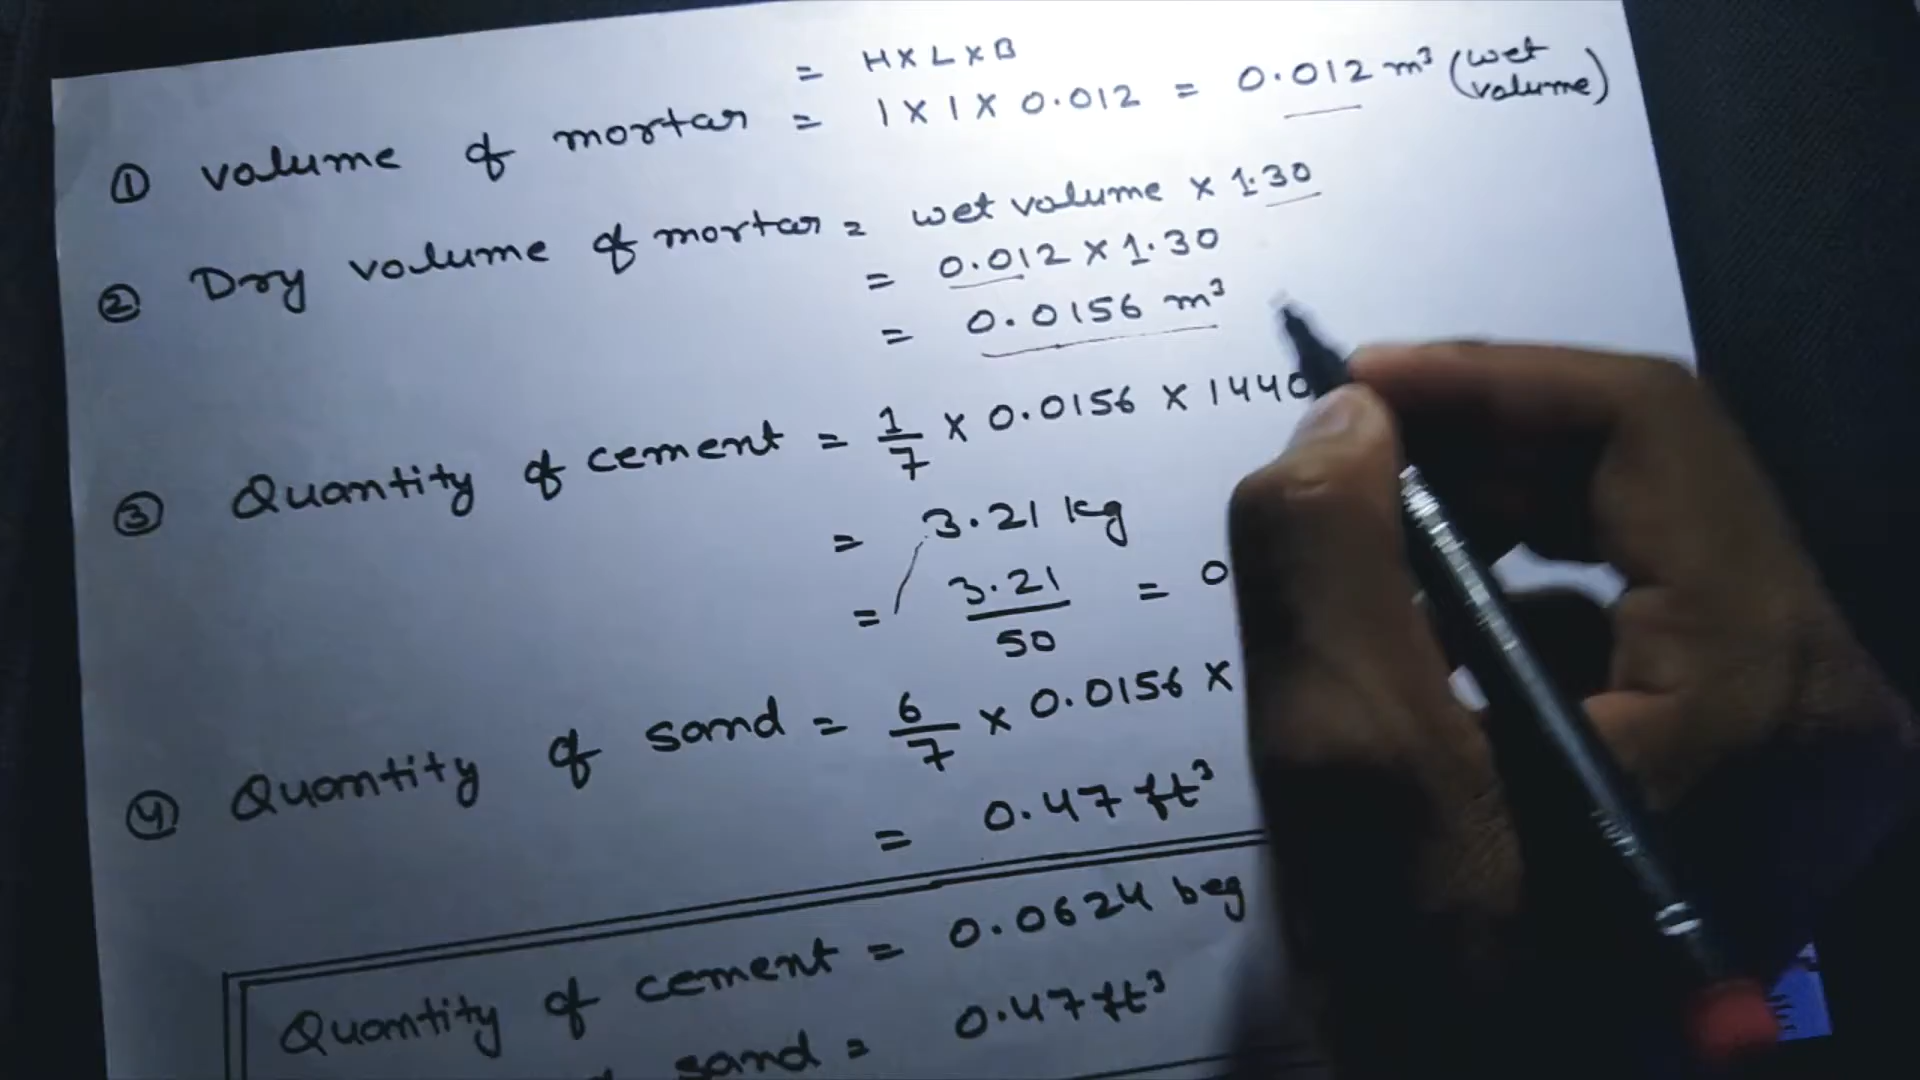 = H X L X B
① volume of mortar = 1 X 1 X 0.012 = 0.012 m³ (wet volume)
② Dry volume of mortar = wet volume X 1.30
= 0.012 X 1.30
= 0.0156 m³
③ Quantity of cement = 1/7 X 0.0156 X 1440
= 3.21 kg
= 3.21/50 = 0
④ Quantity of sand = 6/7 X 0.0156 X
= 0.47 ft³
Quantity of cement = 0.0624 beg
sand = 0.47 ft³